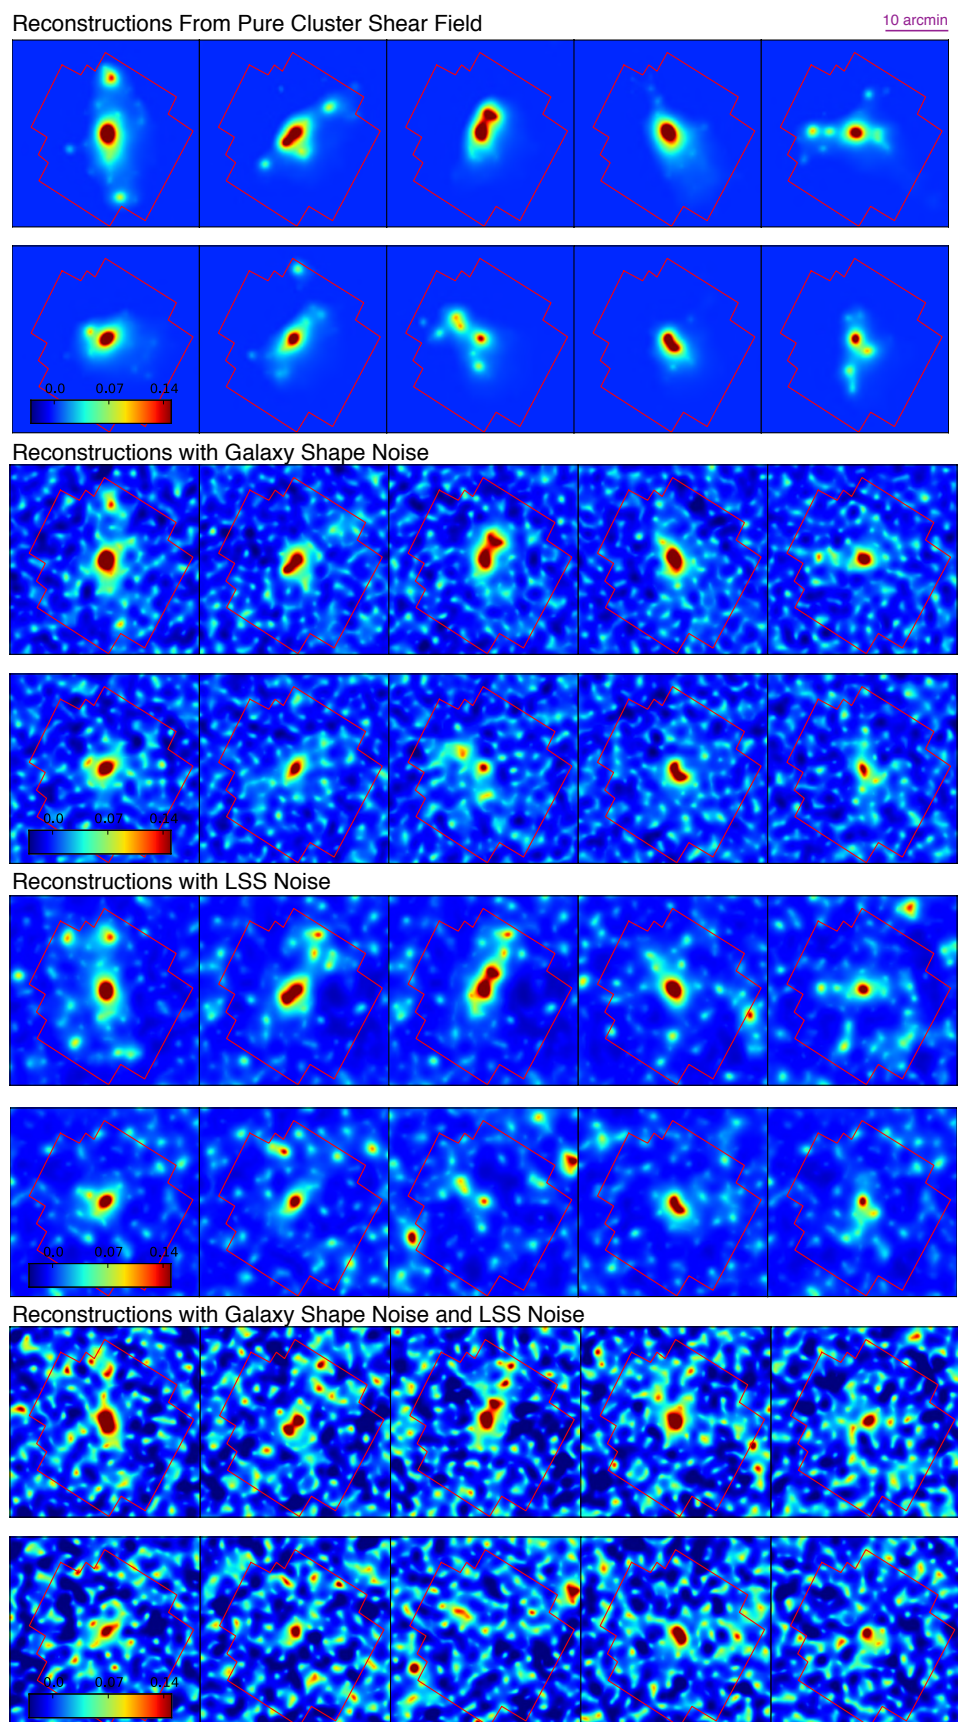 Reconstructions From Pure Cluster Shear Field
10 arcmin
0.0 0.07 0.14
Reconstructions with Galaxy Shape Noise
0.0 0.07 0.14
Reconstructions with LSS Noise
0.0 0.07 0.14
Reconstructions with Galaxy Shape Noise and LSS Noise
0.0 0.07 0.14